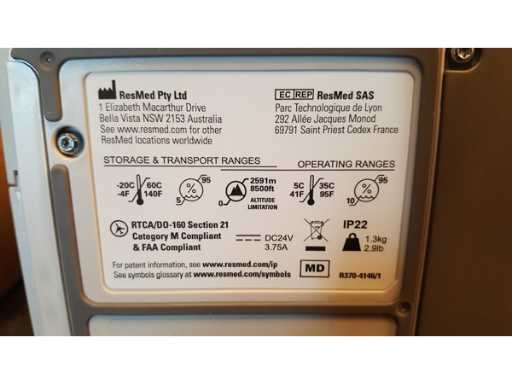 ResMed Pty Ltd
1 Elizabeth Macarthur Drive
Bella Vista NSW 2153 Australia
See www.resmed.com for other
ResMed locations worldwide
EC REP ResMed SAS
Parc Technologique de Lyon
292 Allée Jacques Monod
69791 Saint Priest Cedex France
STORAGE & TRANSPORT RANGES
-20C 60C
-4F 140F
5 95
2591m
8500ft
0
ALTITUDE
LIMITATION
OPERATING RANGES
5C 35C
41F 95F
10 95
RTCA/DO-160 Section 21
Category M Compliant
& FAA Compliant
DC24V
3.75A
IP22
1.3kg
2.9lb
For patent information, see www.resmed.com/ip
See symbols glossary at www.resmed.com/symbols
MD
R370-4146/1